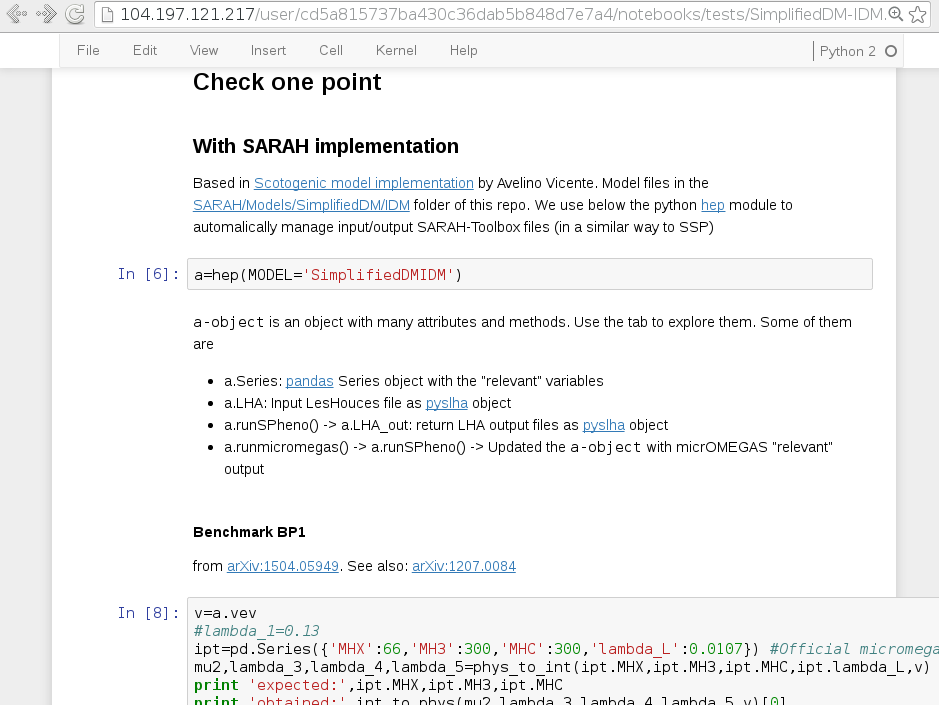 104.197.121.217/user/cd5a815737ba430c36dab5b848d7e7a4/notebooks/tests/SimplifiedDM-IDM.
File Edit View Insert Cell Kernel Help Python 2
Check one point
With SARAH implementation
Based in Scotogenic model implementation by Avelino Vicente. Model files in the
SARAH/Models/SimplifiedDM/IDM folder of this repo. We use below the python hep module to
automically manage input/output SARAH-Toolbox files (in a similar way to SSP)
In [6]: a=hep(MODEL='SimplifiedDMIDM')
a-object is an object with many attributes and methods. Use the tab to explore them. Some of them
are
• a.Series: pandas Series object with the "relevant" variables
• a.LHA: Input LesHouces file as pyslha object
• a.runSPheno() -> a.LHA_out: return LHA output files as pyslha object
• a.runmicromegas() -> a.runSPheno() -> Updated the a-object with micrOMEGAS "relevant"
output
Benchmark BP1
from arXiv:1504.05949. See also: arXiv:1207.0084
In [8]: v=a.vev
#lambda_1=0.13
ipt=pd.Series({'MHX':66,'MH3':300,'MHC':300,'lambda_L':0.0107}) #Official micromega
mu2,lambda_3,lambda_4,lambda_5=phys_to_int(ipt.MHX,ipt.MH3,ipt.MHC,ipt.lambda_L,v)
print 'expected:',ipt.MHX,ipt.MH3,ipt.MHC
print 'obtained:',int_to_phys(mu2,lambda_3,lambda_4,lambda_5,v)[0]